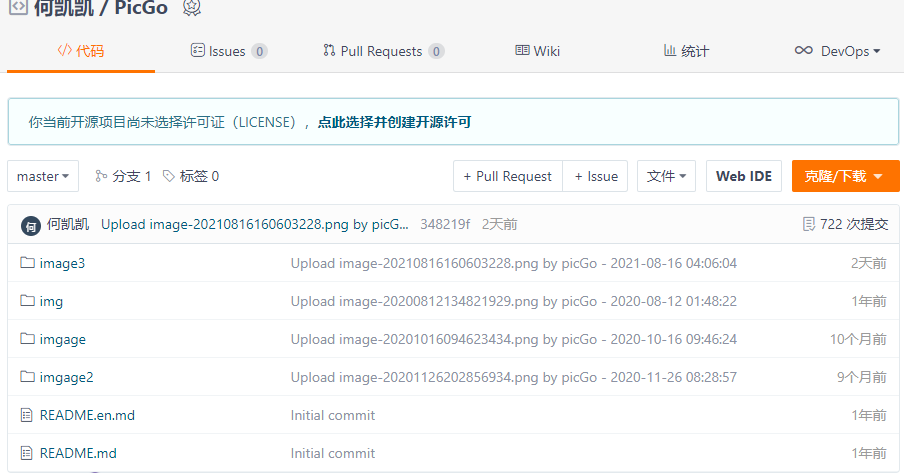 何凯凯 / PicGo
代码 Issues 0 Pull Requests 0 Wiki 统计 DevOps
你当前开源项目尚未选择许可证（LICENSE），点此选择并创建开源许可
master 分支 1 标签 0 + Pull Request + Issue 文件 Web IDE 克隆/下载
何 何凯凯 Upload image-20210816160603228.png by picG... 348219f 2天前 722 次提交
image3 Upload image-20210816160603228.png by picGo - 2021-08-16 04:06:04 2天前
img Upload image-20200812134821929.png by picGo - 2020-08-12 01:48:22 1年前
imgage Upload image-20201016094623434.png by picGo - 2020-10-16 09:46:24 10个月前
imgage2 Upload image-20201126202856934.png by picGo - 2020-11-26 08:28:57 9个月前
README.en.md Initial commit 1年前
README.md Initial commit 1年前